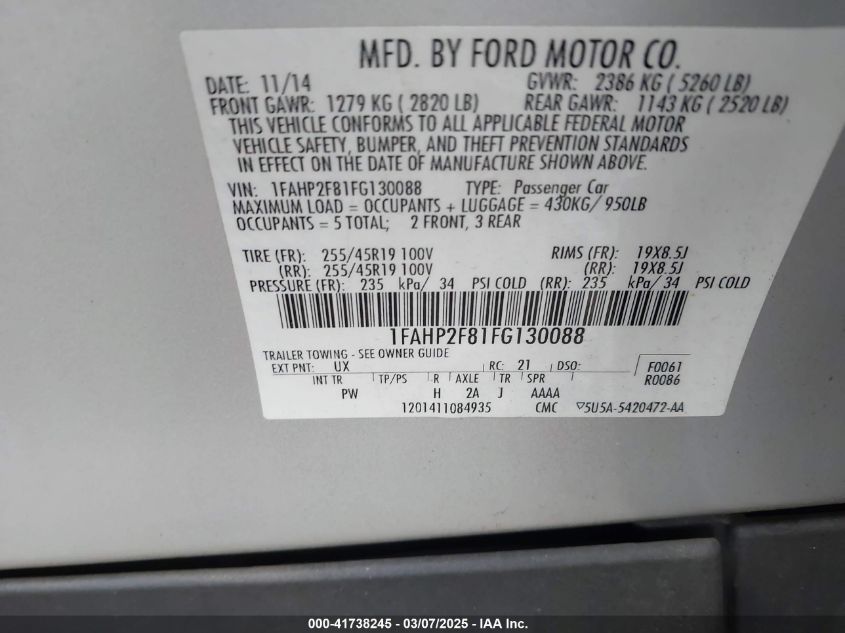 MFD. BY FORD MOTOR CO.
DATE: 11/14 GVWR: 2386 KG ( 5260 LB)
FRONT GAWR: 1279 KG ( 2820 LB) REAR GAWR: 1143 KG ( 2520 LB)
THIS VEHICLE CONFORMS TO ALL APPLICABLE FEDERAL MOTOR
VEHICLE SAFETY, BUMPER, AND THEFT PREVENTION STANDARDS
IN EFFECT ON THE DATE OF MANUFACTURE SHOWN ABOVE.
VIN: 1FAHP2F81FG130088 TYPE: Passenger Car
MAXIMUM LOAD = OCCUPANTS + LUGGAGE = 430KG/ 950LB
OCCUPANTS = 5 TOTAL; 2 FRONT, 3 REAR
TIRE (FR): 255/45R19 100V RIMS (FR): 19X8.5J
(RR): 255/45R19 100V (RR): 19X8.5J
PRESSURE (FR): 235 kPa/ 34 PSI COLD (RR): 235 kPa/ 34 PSI COLD
1FAHP2F81FG130088
TRAILER TOWING - SEE OWNER GUIDE
EXT PNT: UX RC: 21 DSO: F0061
INT TR TP/PS R AXLE TR SPR R0086
PW H 2A J AAAA
1201411084935 CMC ▽5U5A-5420472-AA
000-41738245 - 03/07/2025 - IAA Inc.